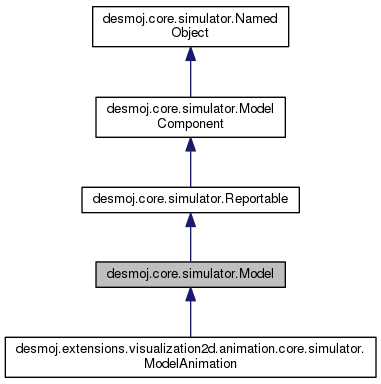 desmoj.core.simulator.Named
Object
desmoj.core.simulator.Model
Component
desmoj.core.simulator.Reportable
desmoj.core.simulator.Model
desmoj.extensions.visualization2d.animation.core.simulator.
ModelAnimation